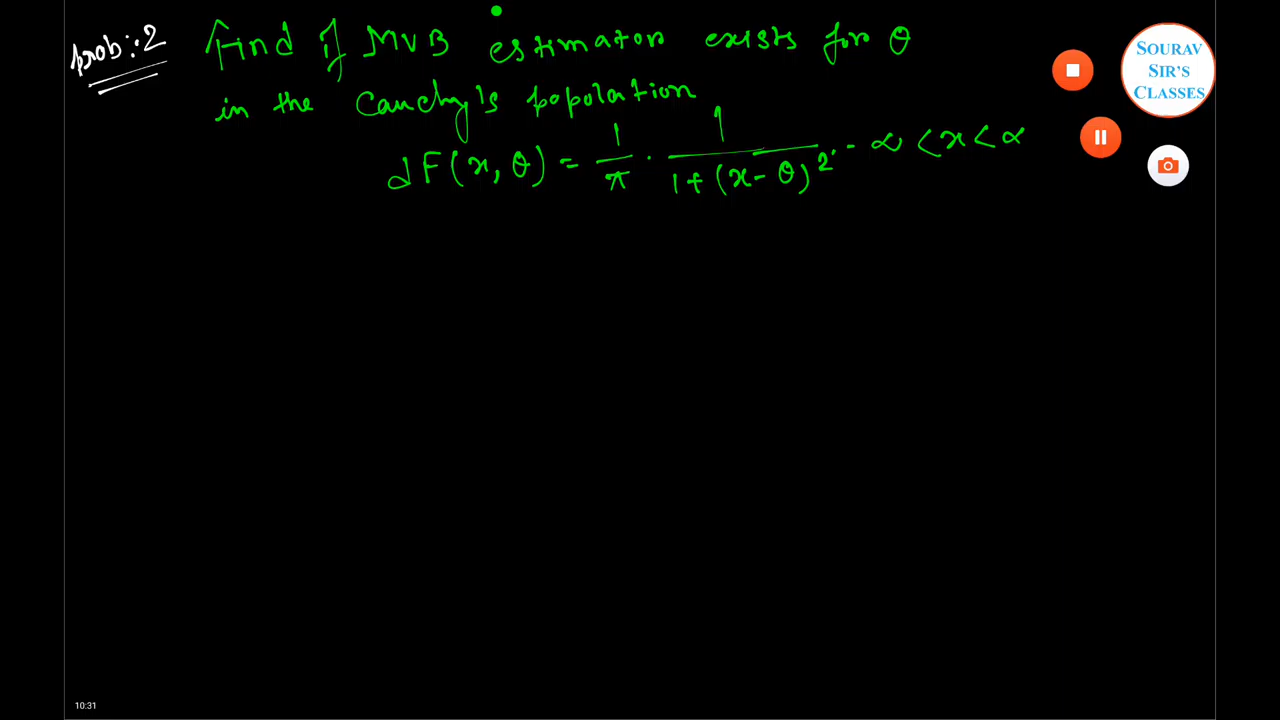 prob:2 Find if MVB estimator exists for θ
in the Cauchy's popolation
dF(x, θ) = 1/π · 1/(1+(x-θ)²) · -∝ < x < ∝
SOURAV
SIR'S
CLASSES
10:31